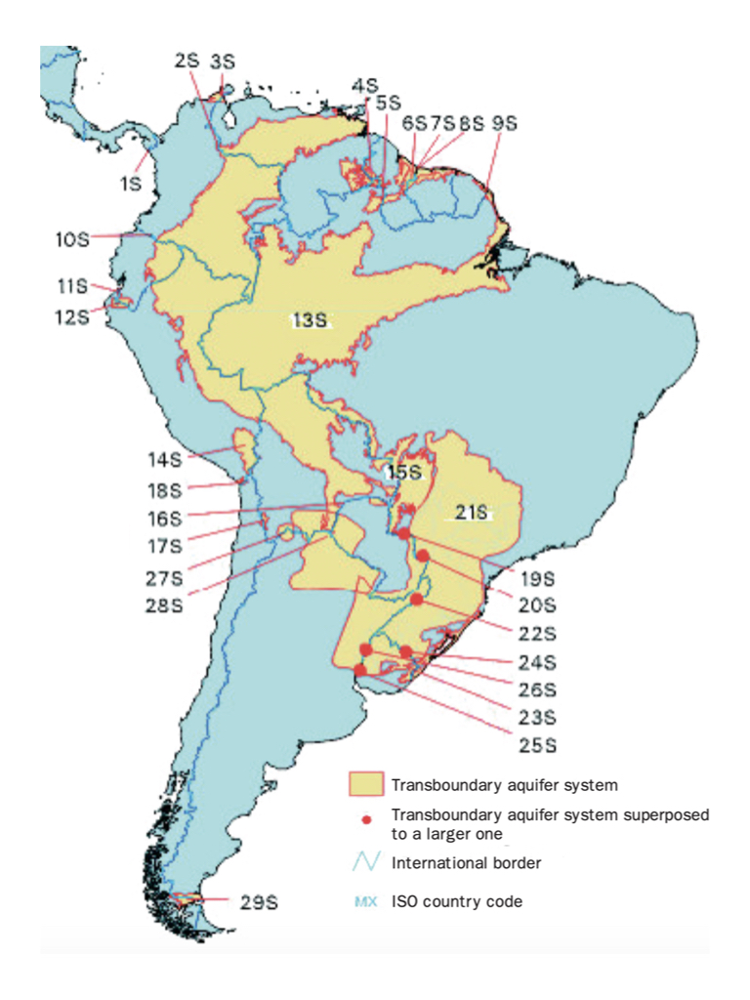 2S 3S
4S
5S
6S 7S 8S 9S
1S
10S
11S
12S
13S
14S
15S
18S
16S
21S
17S
27S
19S
28S
20S
22S
24S
26S
23S
25S
Transboundary aquifer system
Transboundary aquifer system superposed
to a larger one
International border
MX ISO country code
29S